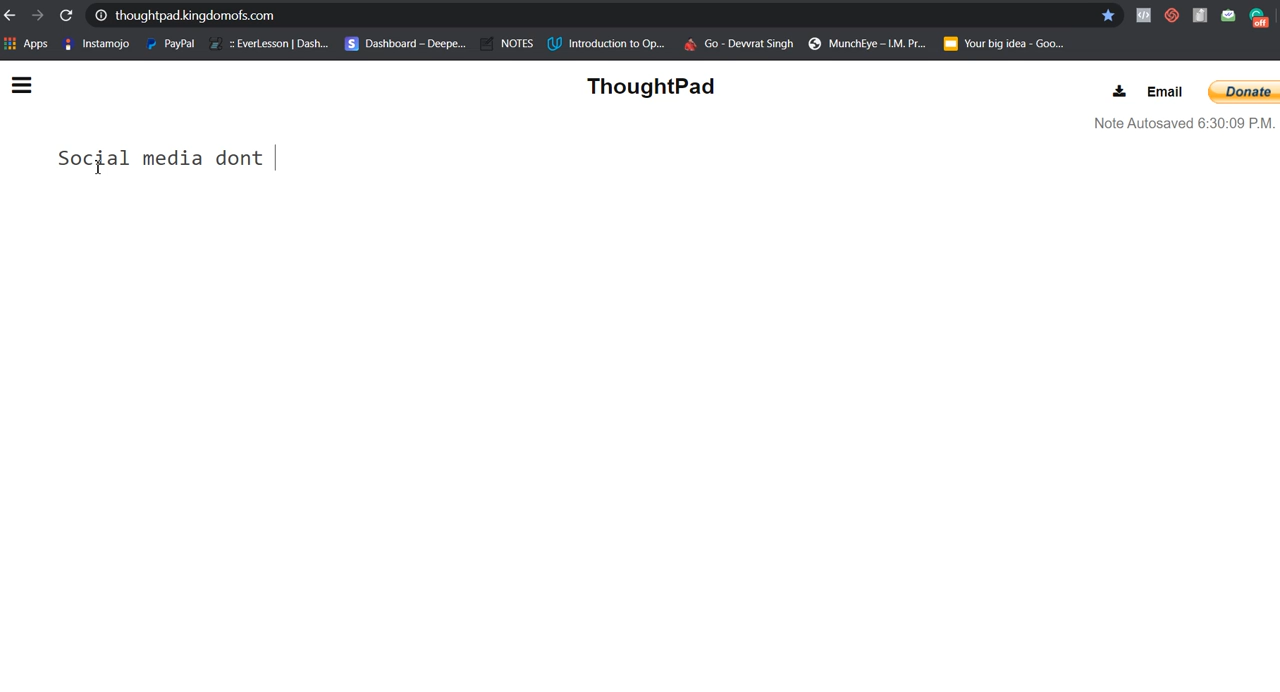 thoughtpad.kingdomofs.com
Apps Instamojo PayPal :: EverLesson | Dash... S Dashboard – Deepe... NOTES Introduction to Op... Go - Devvrat Singh MunchEye – I.M. Pr... Your big idea - Goo...
off
ThoughtPad
Email Donate
Note Autosaved 6:30:09 P.M.
Social media dont